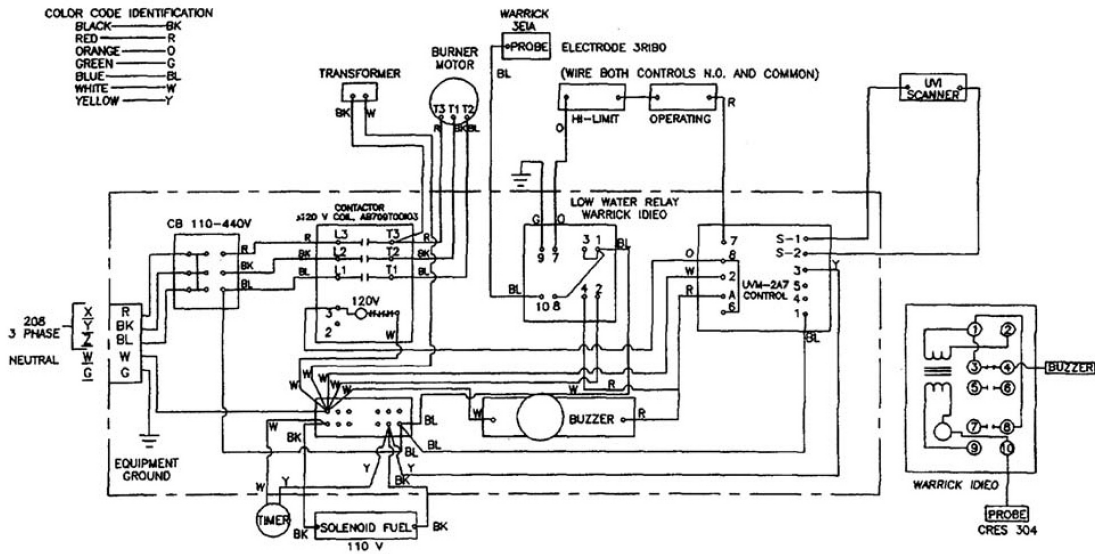 COLOR CODE IDENTIFICATION
BLACK BK
RED R
ORANGE O
GREEN G
BLUE BL
WHITE W
YELLOW Y
TRANSFORMER
BK W
BURNER
MOTOR
T3 T1 T2
R BK BL
WARRICK
3E1A
PROBE
ELECTRODE 3R1B0
BL
(WIRE BOTH CONTROLS N.O. AND COMMON)
O HI-LIMIT OPERATING R
UVI
SCANNER
CB 110-440V
R
BK
BL
CONTACTOR
L3 T3
L2 T2
L1 T1
R R
BK BK
BL BL
3 120V
2 W
LOW WATER RELAY
WARRICK IDIEO
G O 3 1 BL
9 7
4 2
BL 10 8
7 S-1
O 8 S-2
W 2 3 Y
UVM-2A7
CONTROL
R A 5
6 4
1
BL
208
3 PHASE
NEUTRAL
X R
Y BK
Z BL
W W
G G
EQUIPMENT
GROUND
W W W W W W
W BUZZER R
R
W BK BL BL
BL
Y Y
BK
W
TIMER
BK SOLENOID FUEL BK
110 V
1 2
3 4 BUZZER
5 6
7 8
9 10
WARRICK IDIEO
PROBE
CRES 304